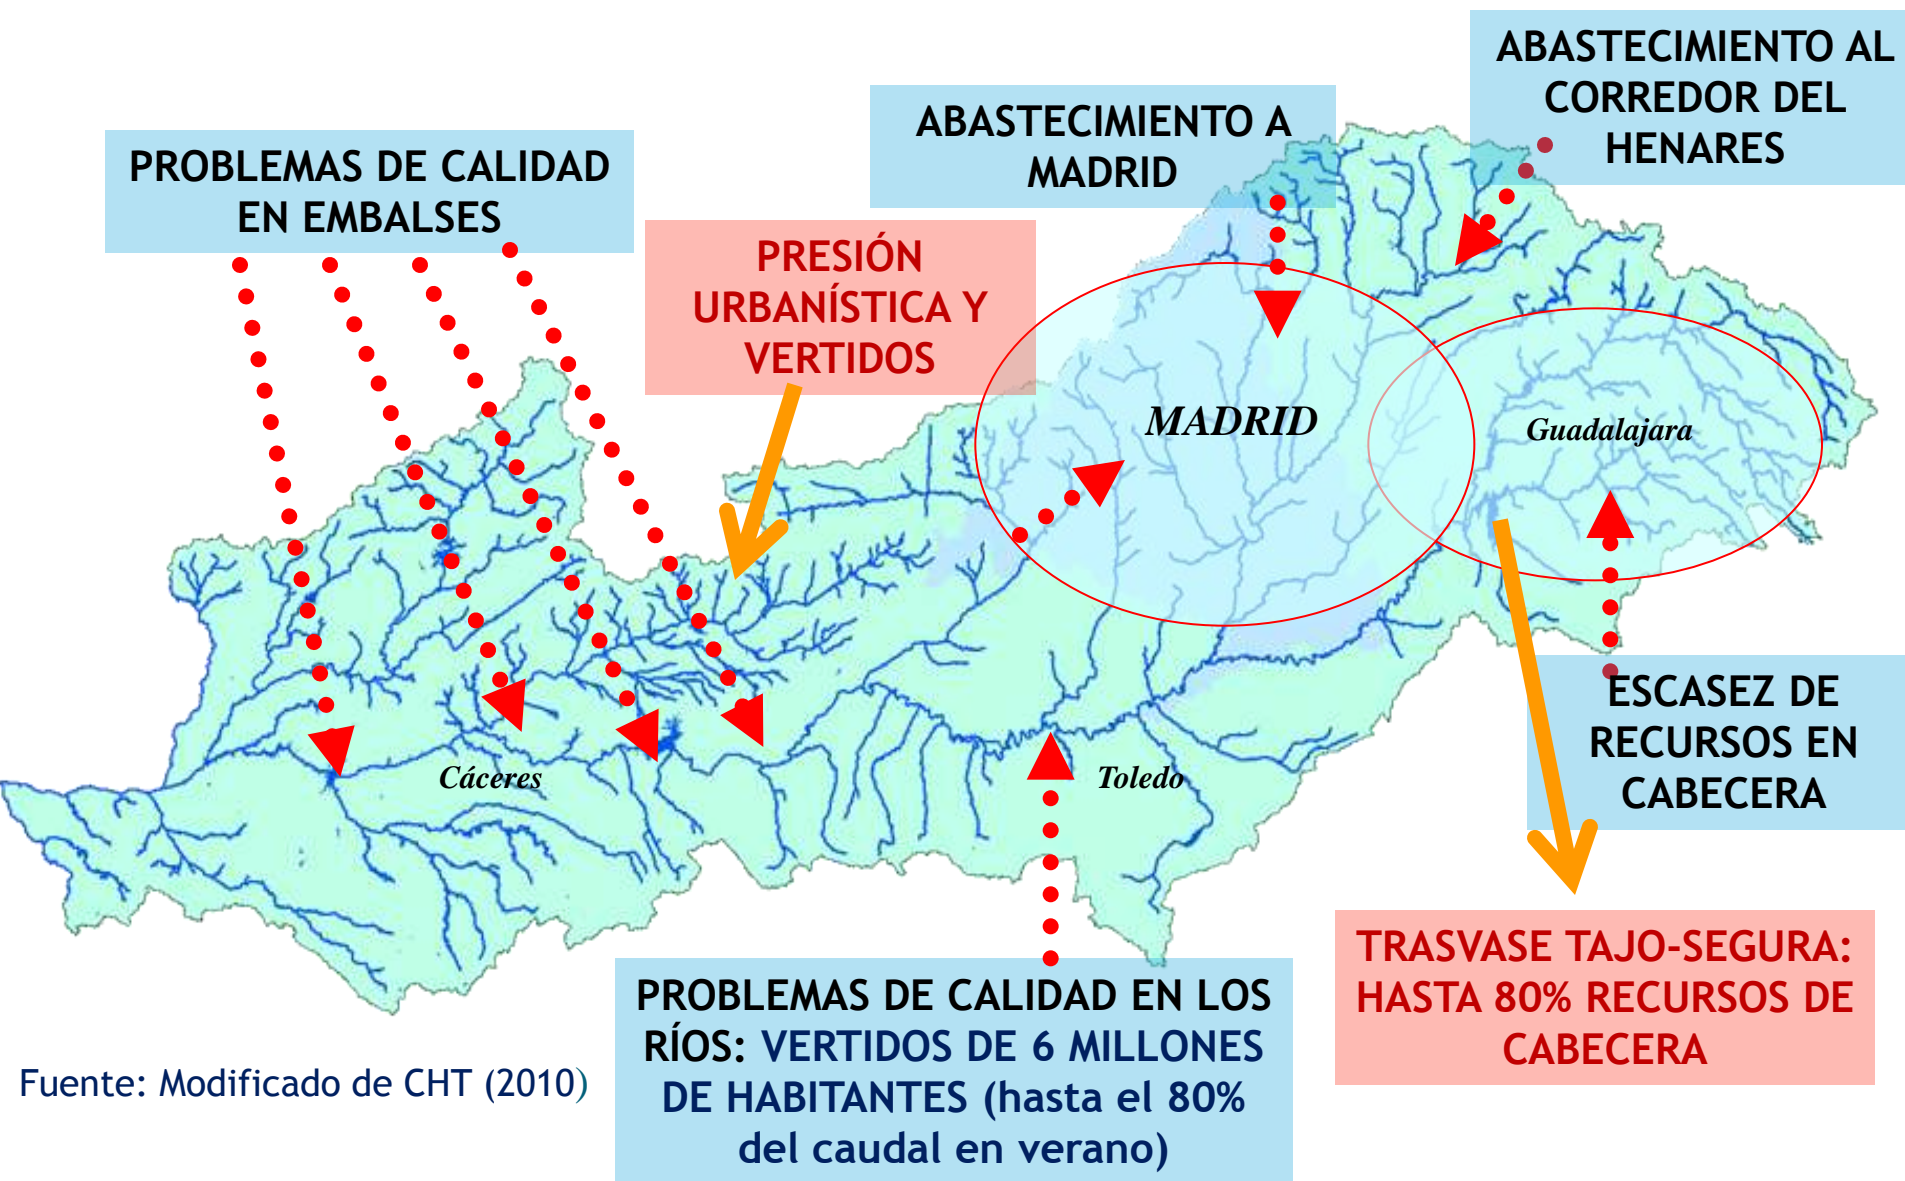 ABASTECIMIENTO AL
CORREDOR DEL
HENARES
ABASTECIMIENTO A
MADRID
PROBLEMAS DE CALIDAD
EN EMBALSES
PRESIÓN
URBANÍSTICA Y
VERTIDOS
MADRID
Guadalajara
Cáceres
Toledo
ESCASEZ DE
RECURSOS EN
CABECERA
TRASVASE TAJO-SEGURA:
HASTA 80% RECURSOS DE
CABECERA
PROBLEMAS DE CALIDAD EN LOS
RÍOS: VERTIDOS DE 6 MILLONES
DE HABITANTES (hasta el 80%
del caudal en verano)
Fuente: Modificado de CHT (2010)